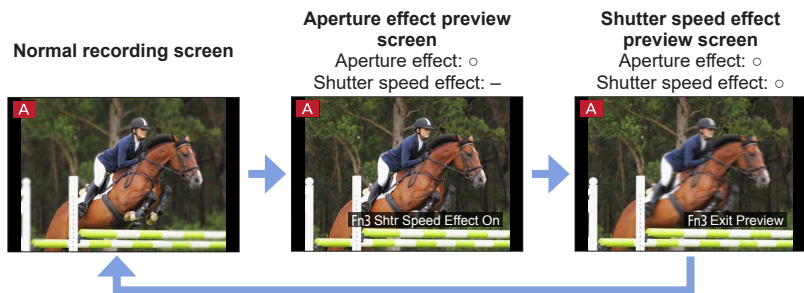 Normal recording screen
Aperture effect preview
screen
Aperture effect: ○
Shutter speed effect: –
Shutter speed effect
preview screen
Aperture effect: ○
Shutter speed effect: ○
A
A
Fn3 Shtr Speed Effect On
A
Fn3 Exit Preview